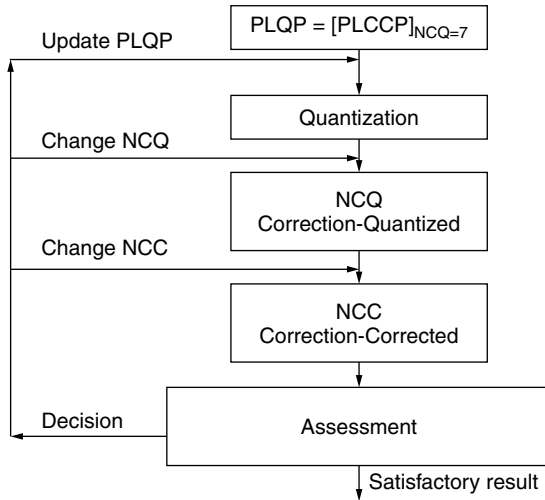 PLQP = [PLCCP]NCQ=7
Update PLQP
Quantization
Change NCQ
NCQ
Correction-Quantized
Change NCC
NCC
Correction-Corrected
Decision
Assessment
Satisfactory result